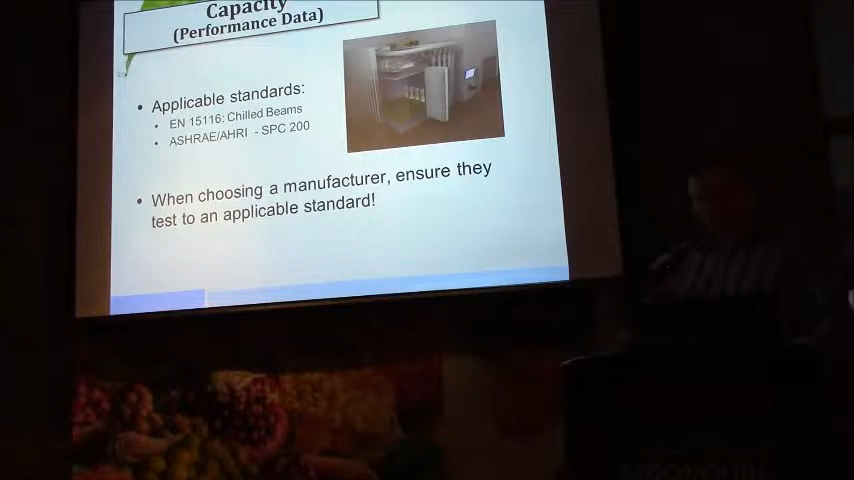 Capacity
(Performance Data)
• Applicable standards:
• EN 15116: Chilled Beams
• ASHRAE/AHRI - SPC 200
• When choosing a manufacturer, ensure they
test to an applicable standard!